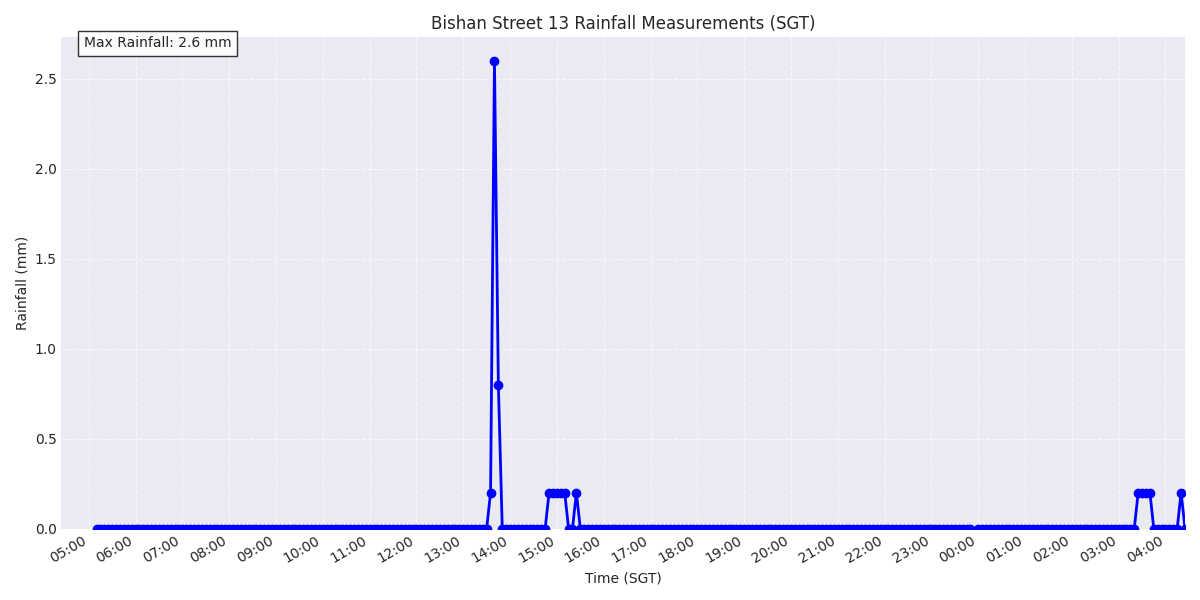 Bishan Street 13 Rainfall Measurements (SGT)
Max Rainfall: 2.6 mm
2.5
2.0
1.5
1.0
0.5
0.0
Rainfall (mm)
05:00 06:00 07:00 08:00 09:00 10:00 11:00 12:00 13:00 14:00 15:00 16:00 17:00 18:00 19:00 20:00 21:00 22:00 23:00 00:00 01:00 02:00 03:00 04:00
Time (SGT)